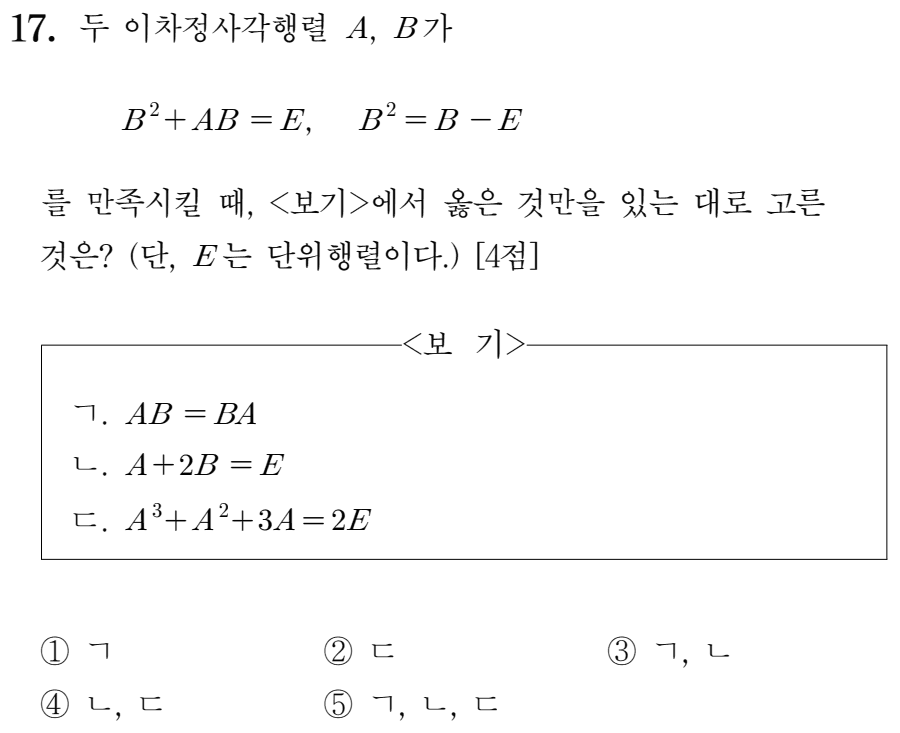 17. 두 이차정사각행렬 A, B가
B²+AB=E, B²=B-E
를 만족시킬 때, <보기>에서 옳은 것만을 있는 대로 고른
것은? (단, E는 단위행렬이다.) [4점]
<보 기>
ㄱ. AB=BA
ㄴ. A+2B=E
ㄷ. A³+A²+3A=2E
① ㄱ ② ㄷ ③ ㄱ, ㄴ
④ ㄴ, ㄷ ⑤ ㄱ, ㄴ, ㄷ